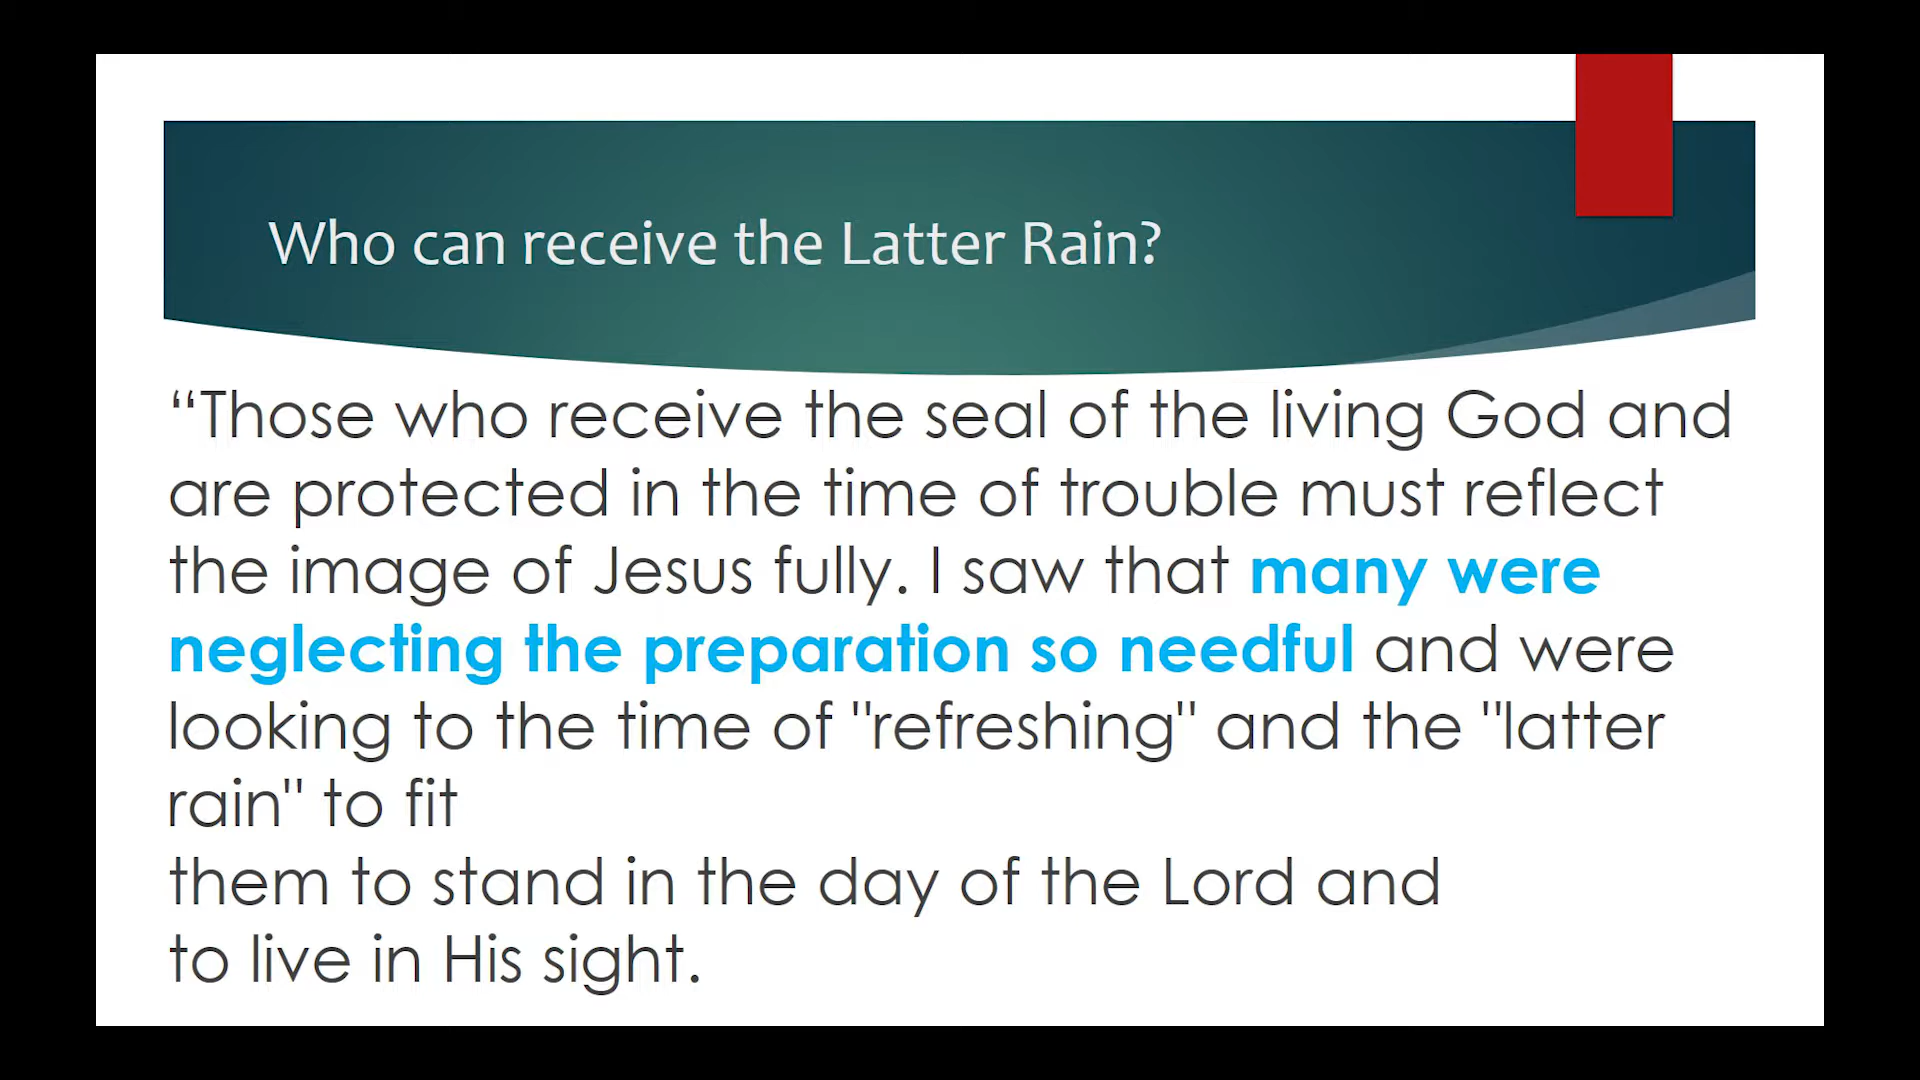 Who can receive the Latter Rain?
“Those who receive the seal of the living God and
are protected in the time of trouble must reflect
the image of Jesus fully. I saw that many were
neglecting the preparation so needful and were
looking to the time of "refreshing" and the "latter
rain" to fit
them to stand in the day of the Lord and
to live in His sight.